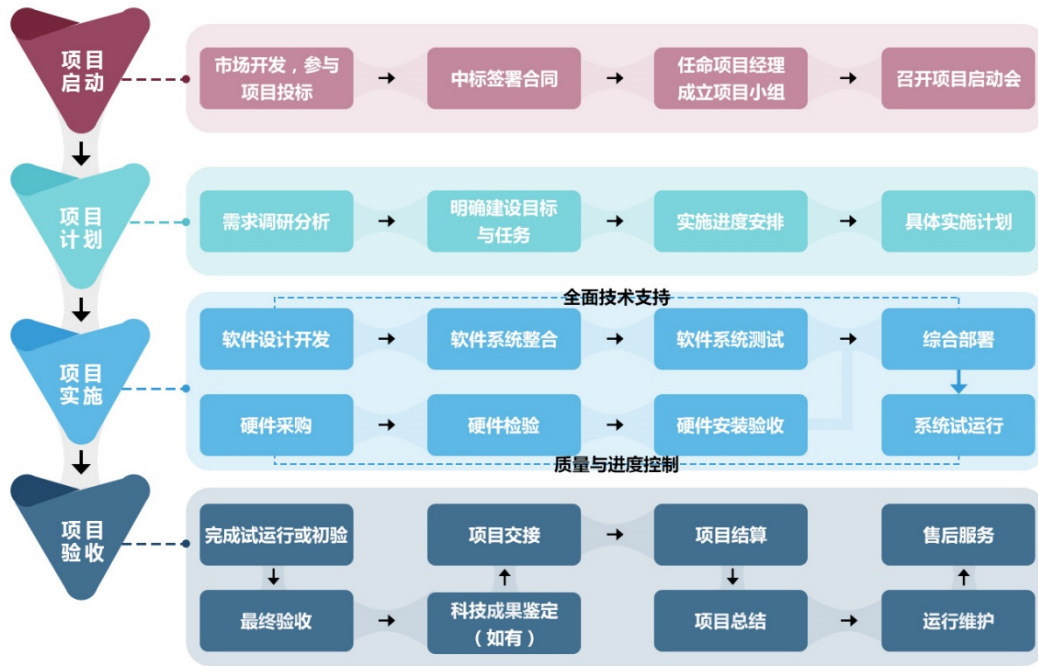 项目
启动
市场开发，参与
项目投标
中标签署合同
任命项目经理
成立项目小组
召开项目启动会
项目
计划
需求调研分析
明确建设目标
与任务
实施进度安排
具体实施计划
全面技术支持
项目
实施
软件设计开发
软件系统整合
软件系统测试
综合部署
硬件采购
硬件检验
硬件安装验收
系统试运行
质量与进度控制
项目
验收
完成试运行或初验
项目交接
项目结算
售后服务
最终验收
科技成果鉴定
（如有）
项目总结
运行维护